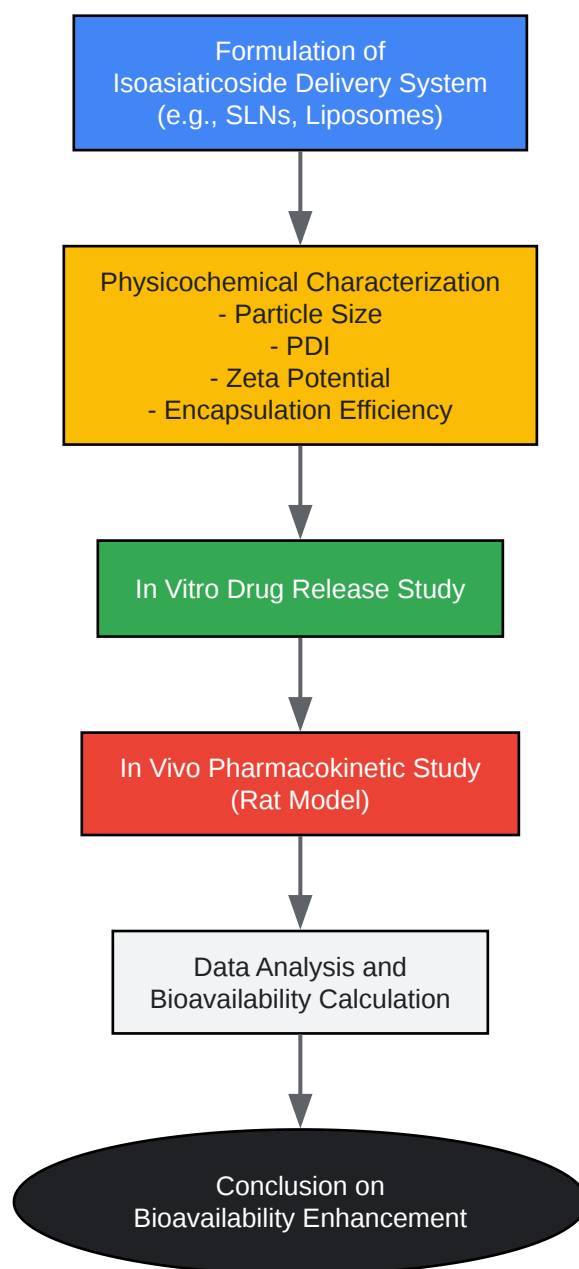 Formulation of
Isoasiaticoside Delivery System
(e.g., SLNs, Liposomes)
Physicochemical Characterization
- Particle Size
- PDI
- Zeta Potential
- Encapsulation Efficiency
In Vitro Drug Release Study
In Vivo Pharmacokinetic Study
(Rat Model)
Data Analysis and
Bioavailability Calculation
Conclusion on
Bioavailability Enhancement